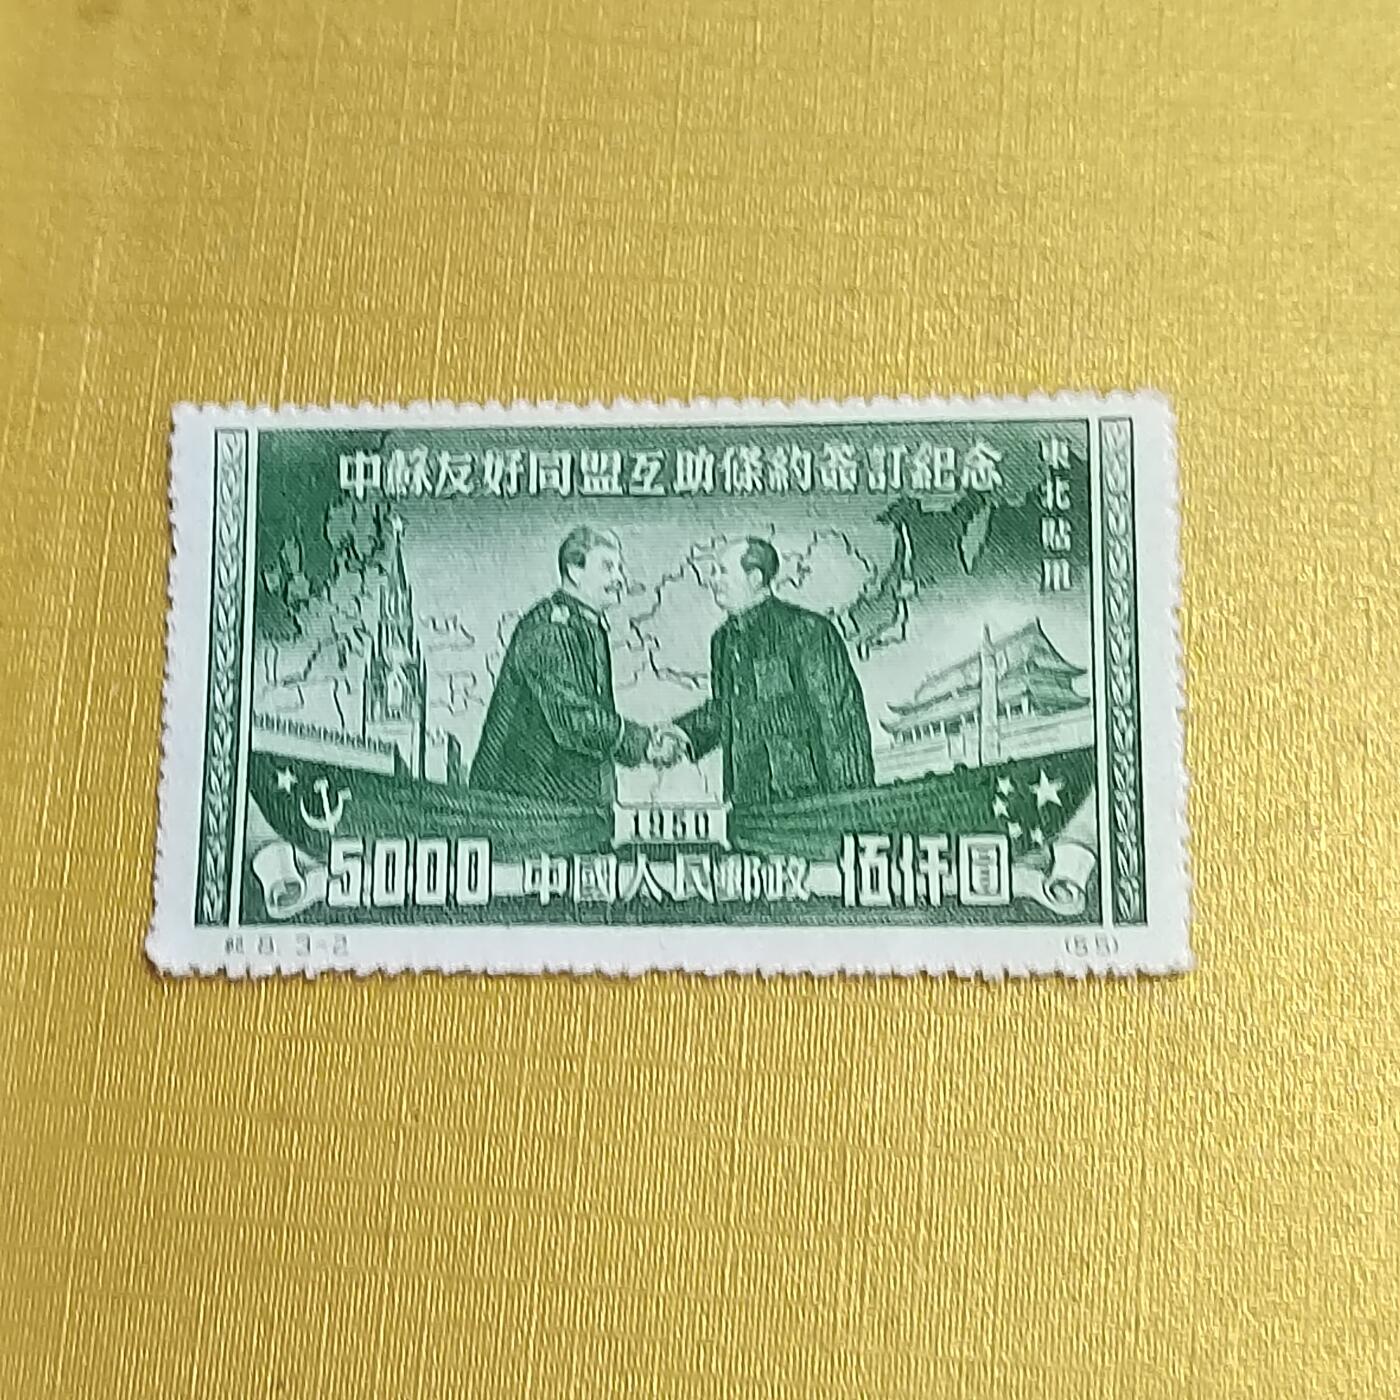 中蘇友好同盟互助條約簽訂紀念
東北貼用
1950
5000 中國人民郵政 伍仟圓
紀 8. 3-2
(55)